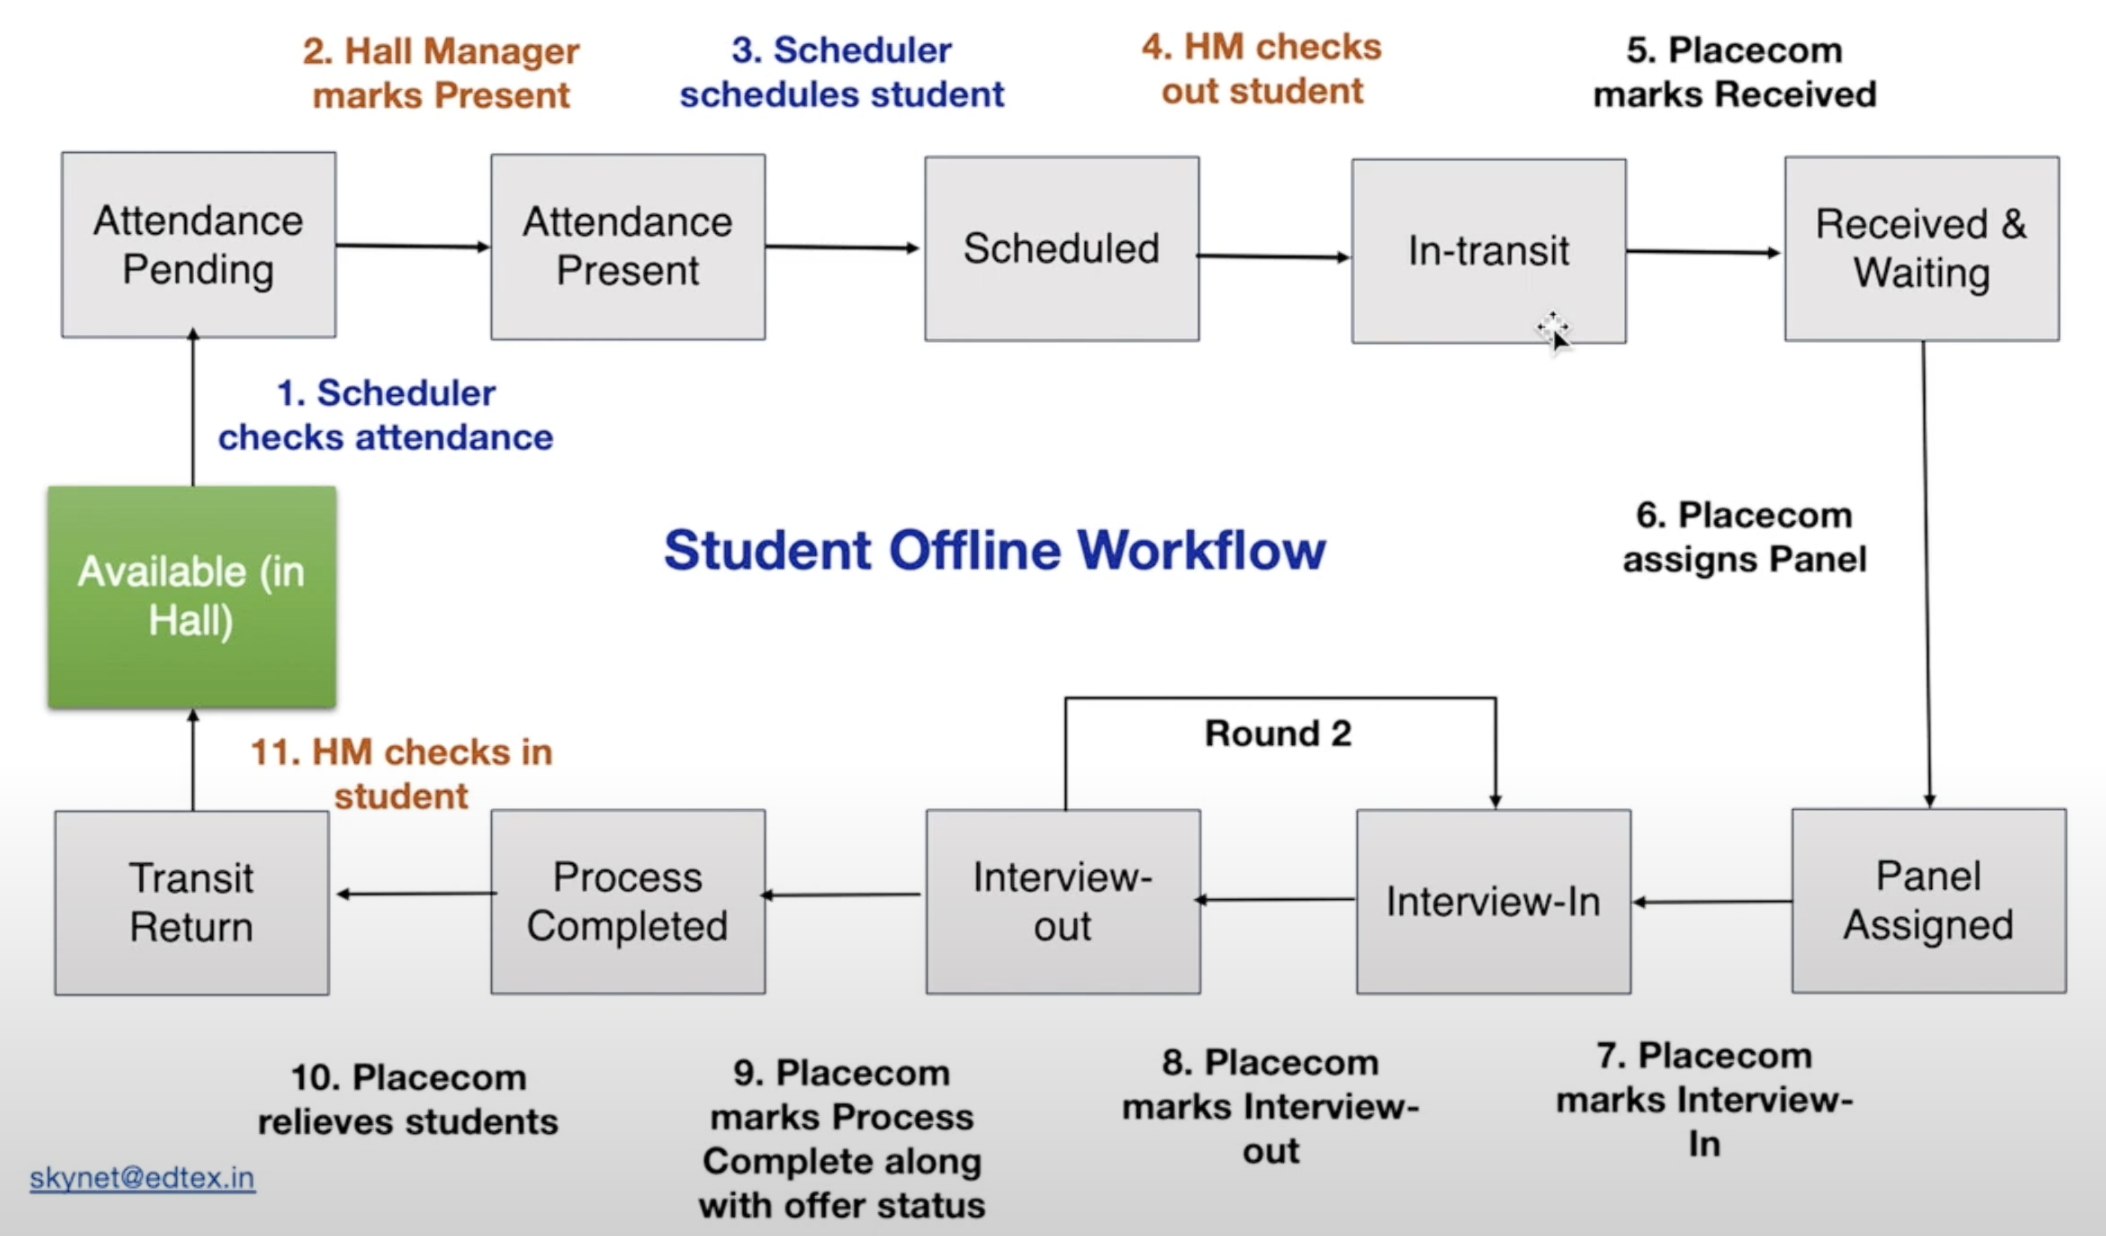 2. Hall Manager
marks Present
3. Scheduler
schedules student
4. HM checks
out student
5. Placecom
marks Received
Attendance
Pending
Attendance
Present
Scheduled
In-transit
Received &
Waiting
1. Scheduler
checks attendance
Available (in
Hall)
Student Offline Workflow
6. Placecom
assigns Panel
11. HM checks in
student
Round 2
Transit
Return
Process
Completed
Interview-
out
Interview-In
Panel
Assigned
10. Placecom
relieves students
9. Placecom
marks Process
Complete along
with offer status
8. Placecom
marks Interview-
out
7. Placecom
marks Interview-
In
skynet@edtex.in